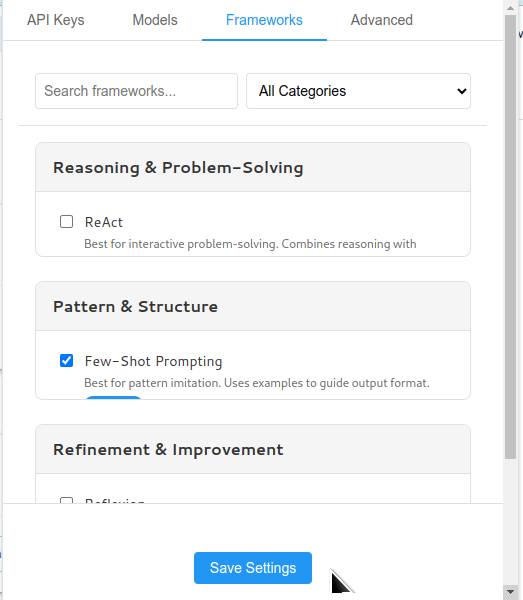 API Keys Models Frameworks Advanced
Search frameworks... All Categories
Reasoning & Problem-Solving
ReAct
Best for interactive problem-solving. Combines reasoning with
Pattern & Structure
Few-Shot Prompting
Best for pattern imitation. Uses examples to guide output format.
Refinement & Improvement
Reflexion
Save Settings